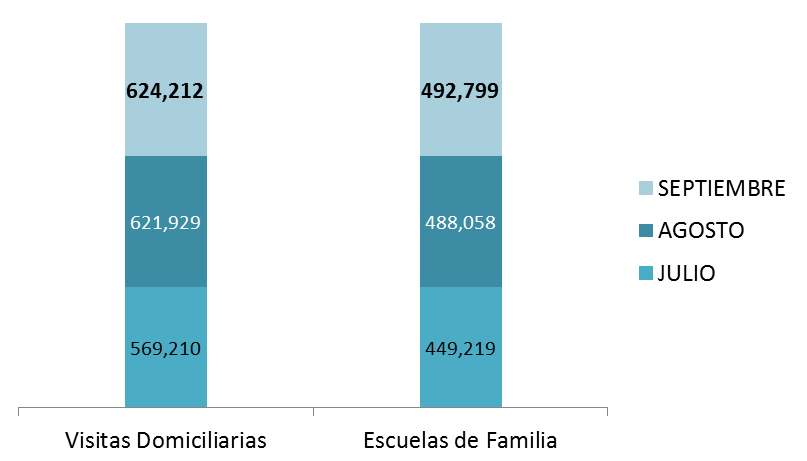 624,212
492,799
621,929
488,058
569,210
449,219
SEPTIEMBRE
AGOSTO
JULIO
Visitas Domiciliarias
Escuelas de Familia